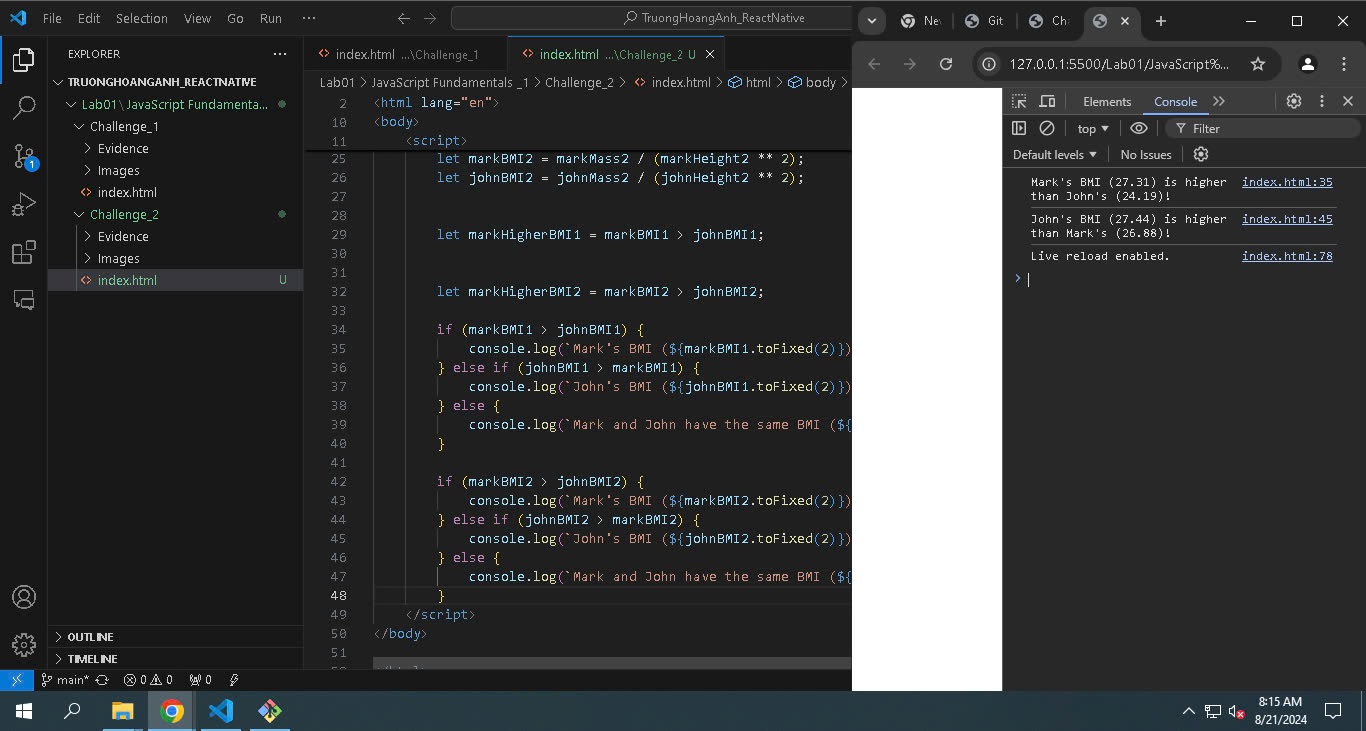 File Edit Selection View Go Run ···
TruongHoangAnh_ReactNative
EXPLORER
TRUONGHOANGANH_REACTNATIVE
Lab01 \ JavaScript Fundamenta...
Challenge_1
Evidence
Images
index.html
Challenge_2
Evidence
Images
index.html U
OUTLINE
TIMELINE
index.html ...\Challenge_1
index.html ...\Challenge_2 U
Lab01 > JavaScript Fundamentals _1 > Challenge_2 > index.html > html > body >
2 <html lang="en">
10 <body>
11 <script>
25 let markBMI2 = markMass2 / (markHeight2 ** 2);
26 let johnBMI2 = johnMass2 / (johnHeight2 ** 2);
27
28
29 let markHigherBMI1 = markBMI1 > johnBMI1;
30
31
32 let markHigherBMI2 = markBMI2 > johnBMI2;
33
34 if (markBMI1 > johnBMI1) {
35 console.log(`Mark's BMI (${markBMI1.toFixed(2)})
36 } else if (johnBMI1 > markBMI1) {
37 console.log(`John's BMI (${johnBMI1.toFixed(2)})
38 } else {
39 console.log(`Mark and John have the same BMI (${
40 }
41
42 if (markBMI2 > johnBMI2) {
43 console.log(`Mark's BMI (${markBMI2.toFixed(2)})
44 } else if (johnBMI2 > markBMI2) {
45 console.log(`John's BMI (${johnBMI2.toFixed(2)})
46 } else {
47 console.log(`Mark and John have the same BMI (${
48 }
49 </script>
50 </body>
51
main* 0 0 0
Git
127.0.0.1:5500/Lab01/JavaScript%...
Elements Console
top Filter
Default levels No Issues
Mark's BMI (27.31) is higher index.html:35
than John's (24.19)!
John's BMI (27.44) is higher index.html:45
than Mark's (26.88)!
Live reload enabled. index.html:78
8:15 AM
8/21/2024